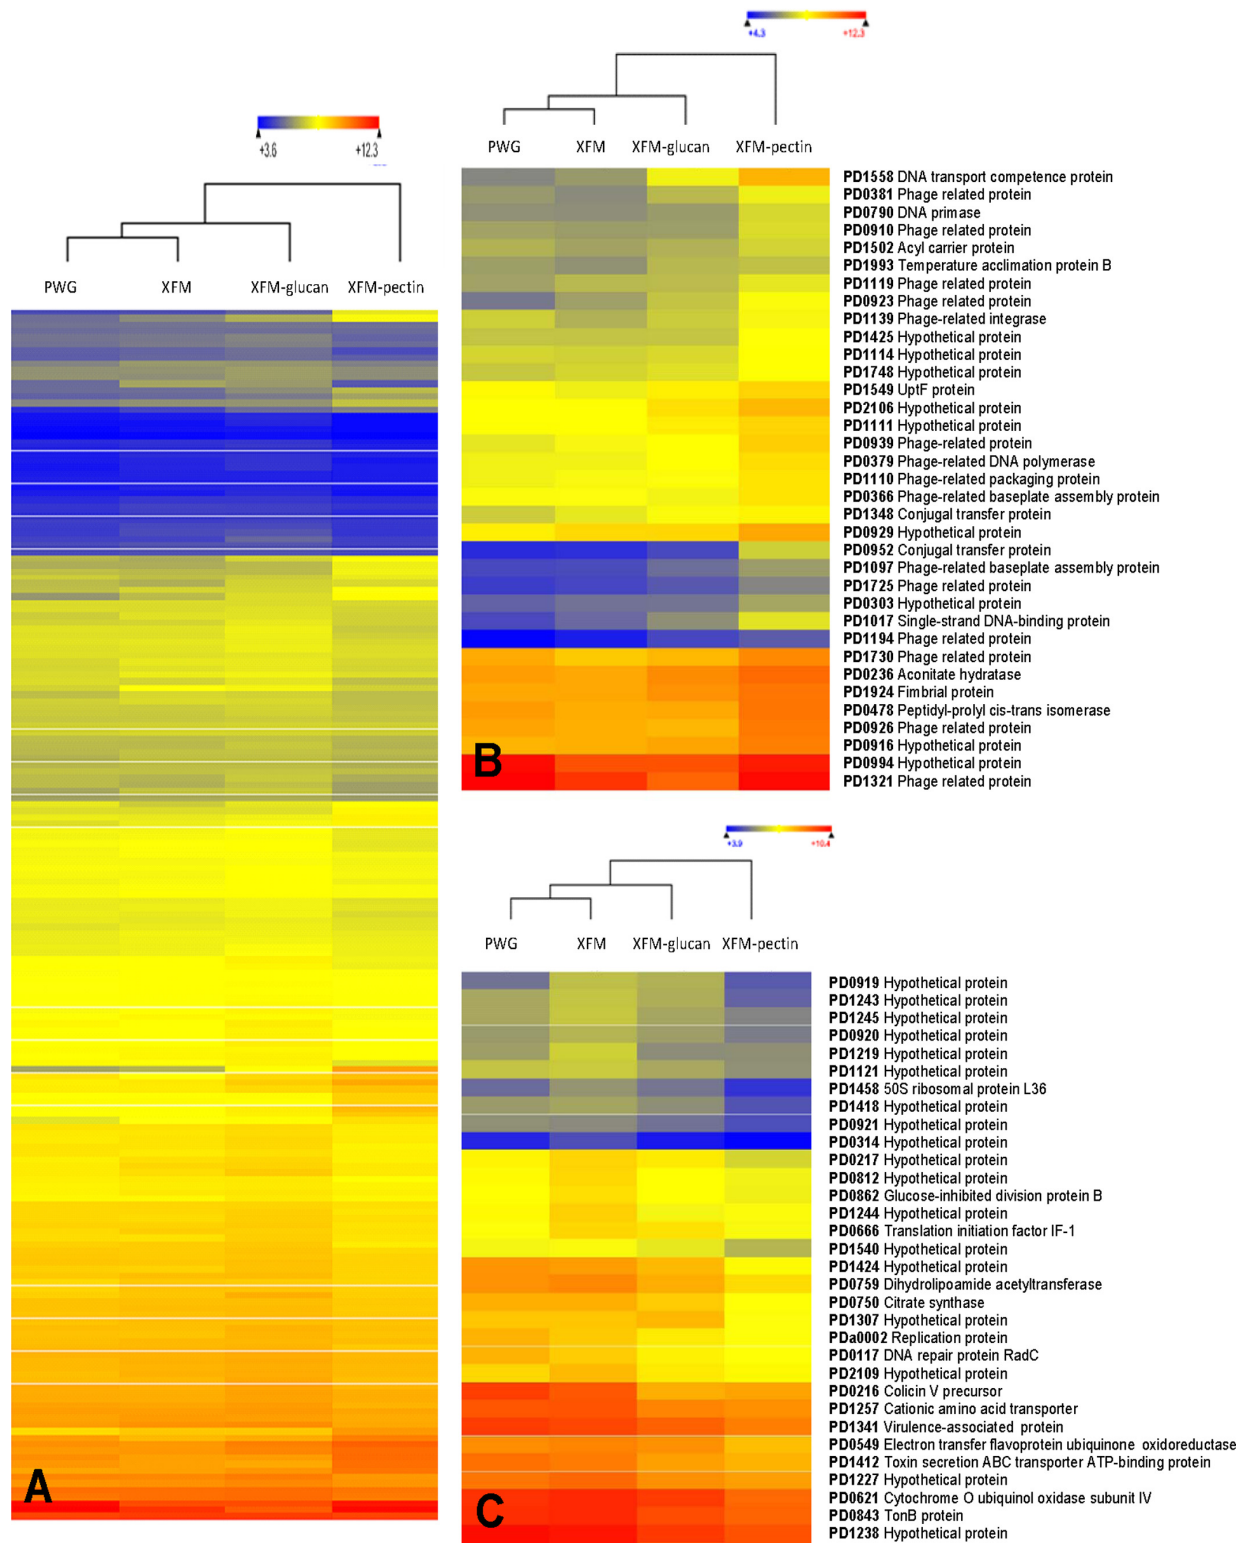 +3.6 +12.3
PWG XFM XFM-glucan XFM-pectin
A
+4.3 +12.3
PWG XFM XFM-glucan XFM-pectin
PD1558 DNA transport competence protein
PD0381 Phage related protein
PD0790 DNA primase
PD0910 Phage related protein
PD1502 Acyl carrier protein
PD1993 Temperature acclimation protein B
PD1119 Phage related protein
PD0923 Phage related protein
PD1139 Phage-related integrase
PD1425 Hypothetical protein
PD1114 Hypothetical protein
PD1748 Hypothetical protein
PD1549 UptF protein
PD2106 Hypothetical protein
PD1111 Hypothetical protein
PD0939 Phage-related protein
PD0379 Phage-related DNA polymerase
PD1110 Phage-related packaging protein
PD0366 Phage-related baseplate assembly protein
PD1348 Conjugal transfer protein
PD0929 Hypothetical protein
PD0952 Conjugal transfer protein
PD1097 Phage-related baseplate assembly protein
PD1725 Phage related protein
PD0303 Hypothetical protein
PD1017 Single-strand DNA-binding protein
PD1194 Phage related protein
PD1730 Phage related protein
PD0236 Aconitate hydratase
PD1924 Fimbrial protein
PD0478 Peptidyl-prolyl cis-trans isomerase
PD0926 Phage related protein
PD0916 Hypothetical protein
PD0994 Hypothetical protein
PD1321 Phage related protein
B
+3.9 +10.4
PWG XFM XFM-glucan XFM-pectin
PD0919 Hypothetical protein
PD1243 Hypothetical protein
PD1245 Hypothetical protein
PD0920 Hypothetical protein
PD1219 Hypothetical protein
PD1121 Hypothetical protein
PD1458 50S ribosomal protein L36
PD1418 Hypothetical protein
PD0921 Hypothetical protein
PD0314 Hypothetical protein
PD0217 Hypothetical protein
PD0812 Hypothetical protein
PD0862 Glucose-inhibited division protein B
PD1244 Hypothetical protein
PD0666 Translation initiation factor IF-1
PD1540 Hypothetical protein
PD1424 Hypothetical protein
PD0759 Dihydrolipoamide acetyltransferase
PD0750 Citrate synthase
PD1307 Hypothetical protein
PDa0002 Replication protein
PD0117 DNA repair protein RadC
PD2109 Hypothetical protein
PD0216 Colicin V precursor
PD1257 Cationic amino acid transporter
PD1341 Virulence-associated protein
PD0549 Electron transfer flavoprotein ubiquinone oxidoreductase
PD1412 Toxin secretion ABC transporter ATP-binding protein
PD1227 Hypothetical protein
PD0621 Cytochrome O ubiquinol oxidase subunit IV
PD0843 TonB protein
PD1238 Hypothetical protein
C